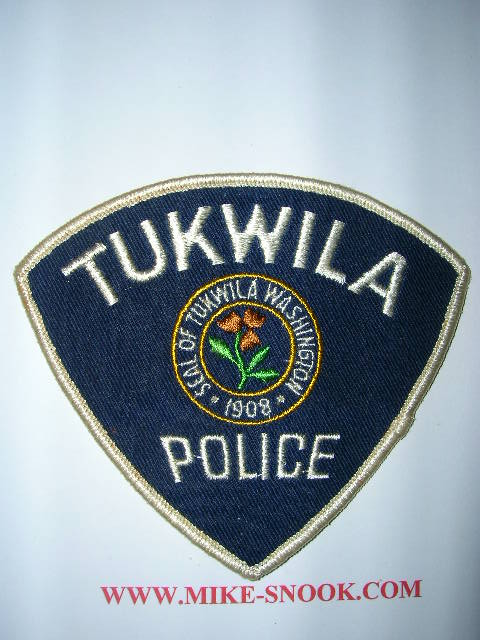 TUKWILA
SEAL OF TUKWILA WASHINGTON
* 1908 *
POLICE
WWW.MIKE-SNOOK.COM